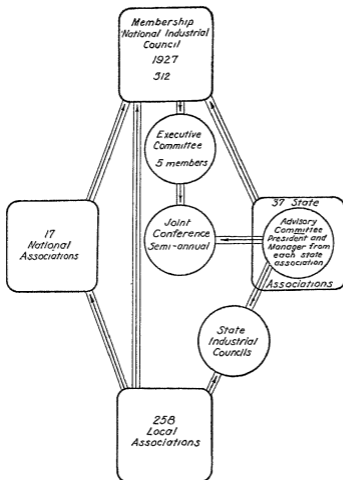 Membership
National Industrial
Council
1927
312
Executive
Committee
5 members
37 State
Advisory
Committee
President and
Manager from
each state
association
Associations
17
National
Associations
Joint
Conference
Semi-annual
State
Industrial
Councils
258
Local
Associations